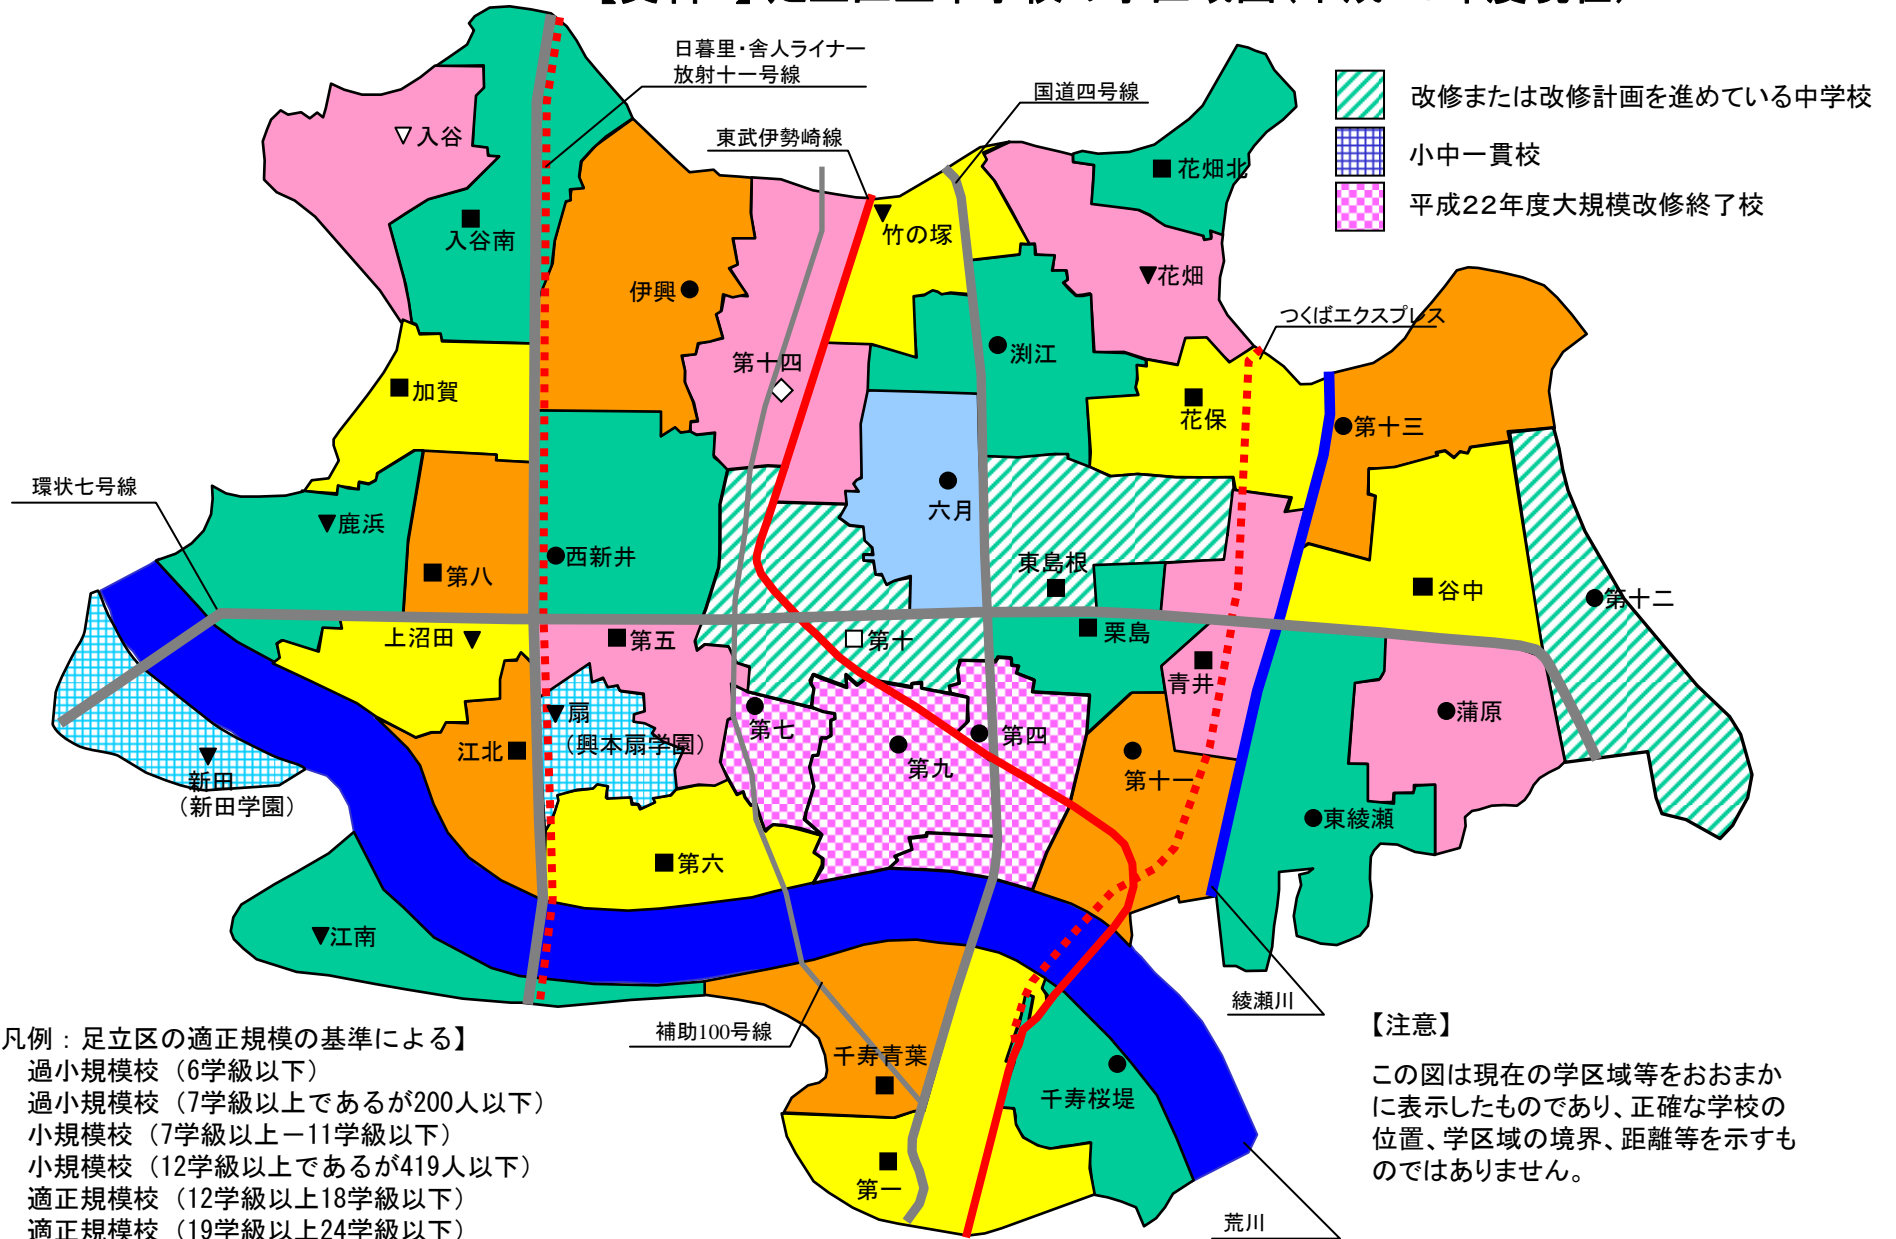 日暮里・舎人ライナー
放射十一号線
国道四号線
東武伊勢崎線
改修または改修計画を進めている中学校
小中一貫校
平成22年度大規模改修終了校
入谷
入谷南
竹の塚
花畑北
花畑
伊興
つくばエクスプレス
渕江
第十四
加賀
花保
第十三
環状七号線
鹿浜
六月
西新井
第八
東島根
谷中
第十二
上沼田
第五
第十
栗島
青井
扇
(興本扇学園)
江北
第七
第九
第四
第十一
蒲原
新田
(新田学園)
東綾瀬
第六
江南
綾瀬川
補助100号線
千寿青葉
千寿桜堤
第一
荒川
凡例：足立区の適正規模の基準による】
過小規模校（6学級以下）
過小規模校（7学級以上であるが200人以下）
小規模校（7学級以上－11学級以下）
小規模校（12学級以上であるが419人以下）
適正規模校（12学級以上18学級以下）
適正規模校（19学級以上24学級以下）
【注意】
この図は現在の学区域等をおおまか
に表示したものであり、正確な学校の
位置、学区域の境界、距離等を示すも
のではありません。